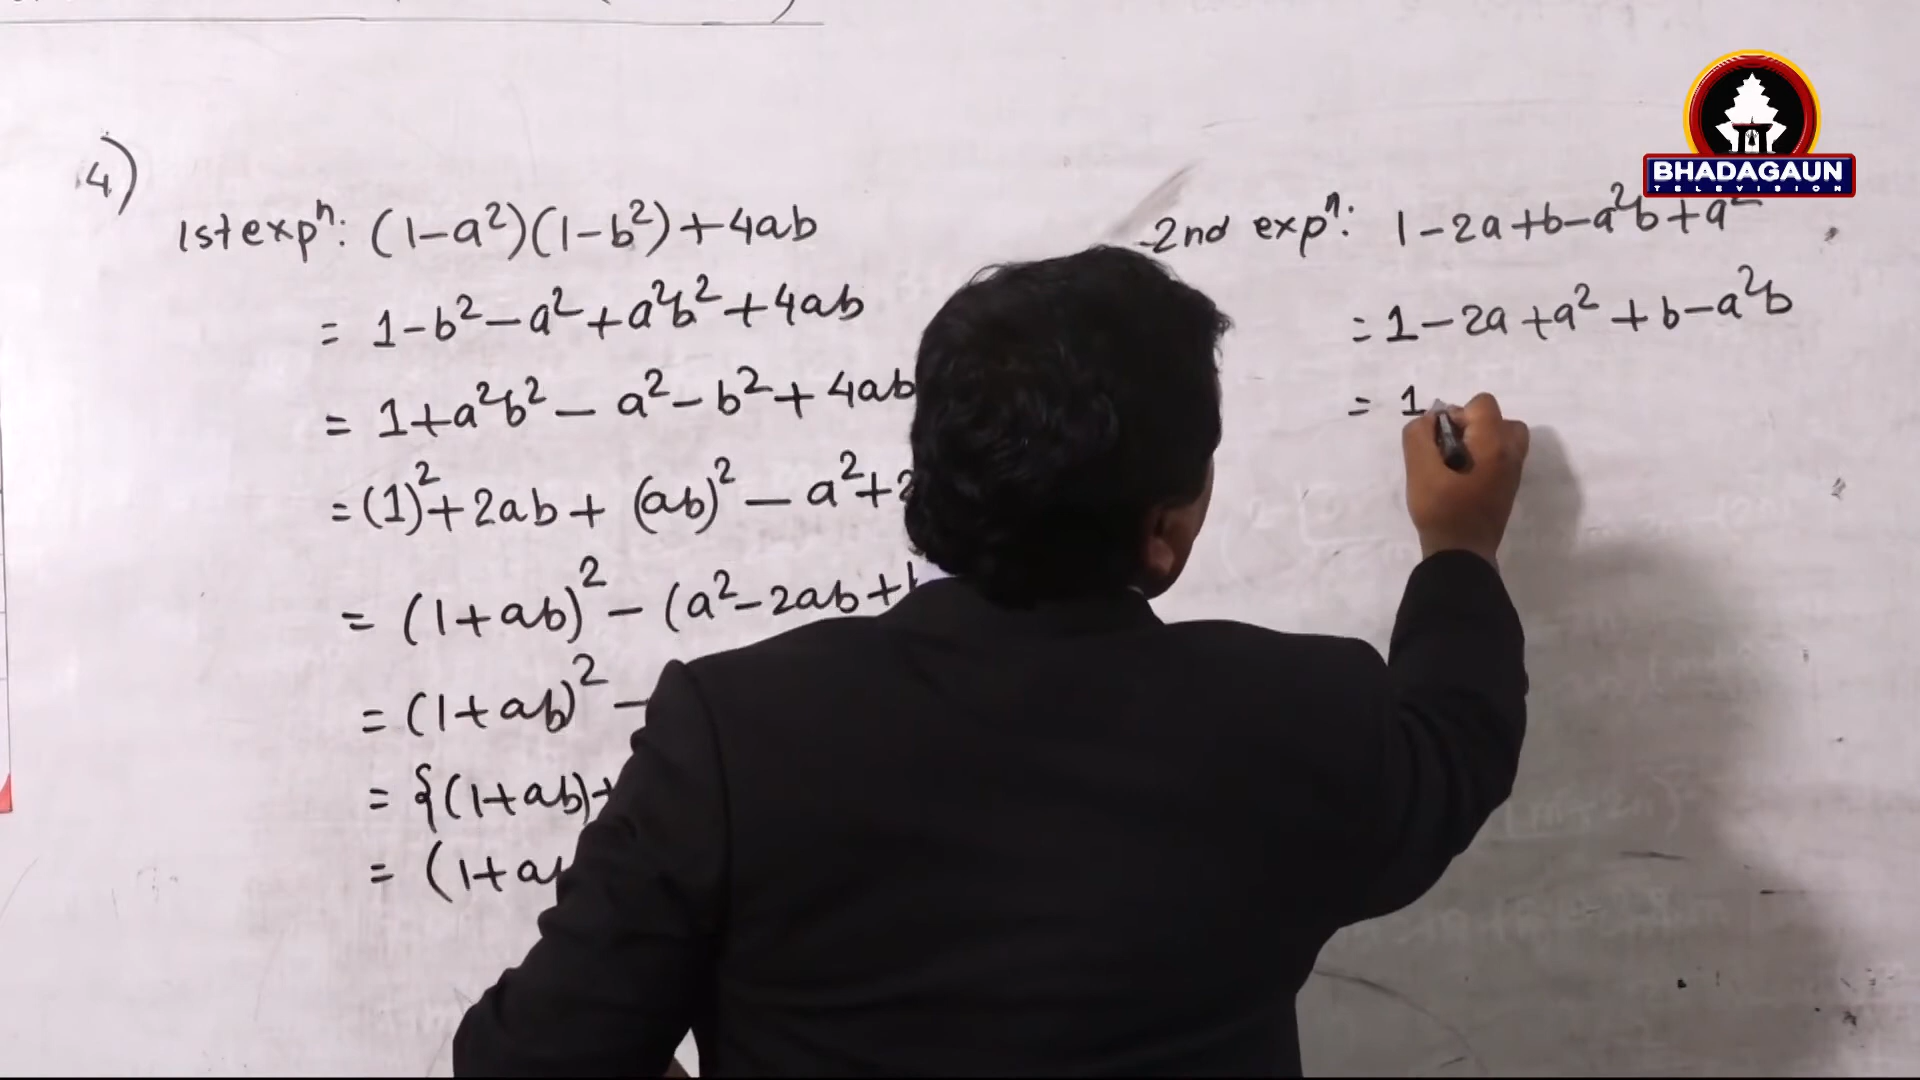 4)
1st expⁿ: (1-a²)(1-b²)+4ab
= 1-b²-a²+a²b²+4ab
= 1+a²b²-a²-b²+4ab
=(1)²+2ab+(ab)²-a²+2
= (1+ab)²-(a²-2ab+b
= (1+ab)²-
= {(1+ab)+
= (1+ab
2nd expⁿ: 1-2a+b-a²b+a²
=1-2a+a²+b-a²b
= 1
BHADAGAUN
TELEVISION